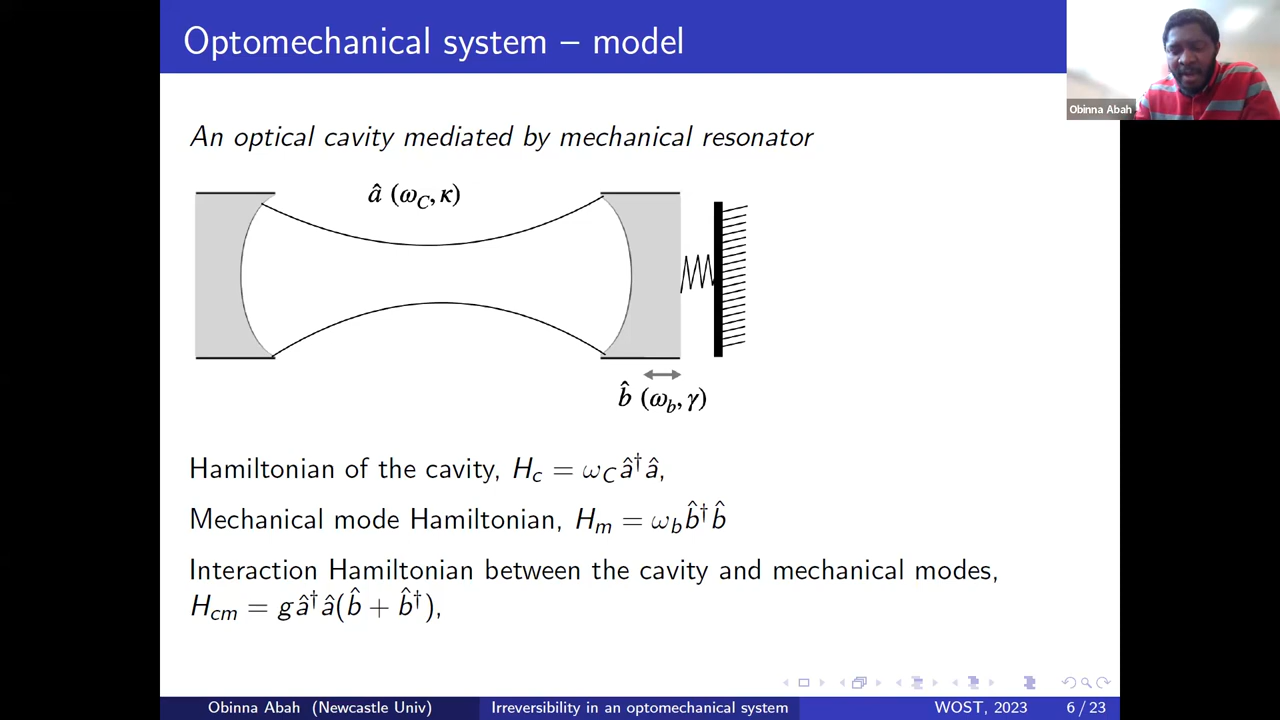 Optomechanical system – model
Obinna Abah
An optical cavity mediated by mechanical resonator
â (ω_C, κ)
b̂ (ω_b, γ)
Hamiltonian of the cavity, H_c = ω_C â†â,
Mechanical mode Hamiltonian, H_m = ω_b b̂†b̂
Interaction Hamiltonian between the cavity and mechanical modes,
H_cm = gâ†â(b̂ + b̂†),
Obinna Abah (Newcastle Univ) Irreversibility in an optomechanical system WOST, 2023 6 / 23